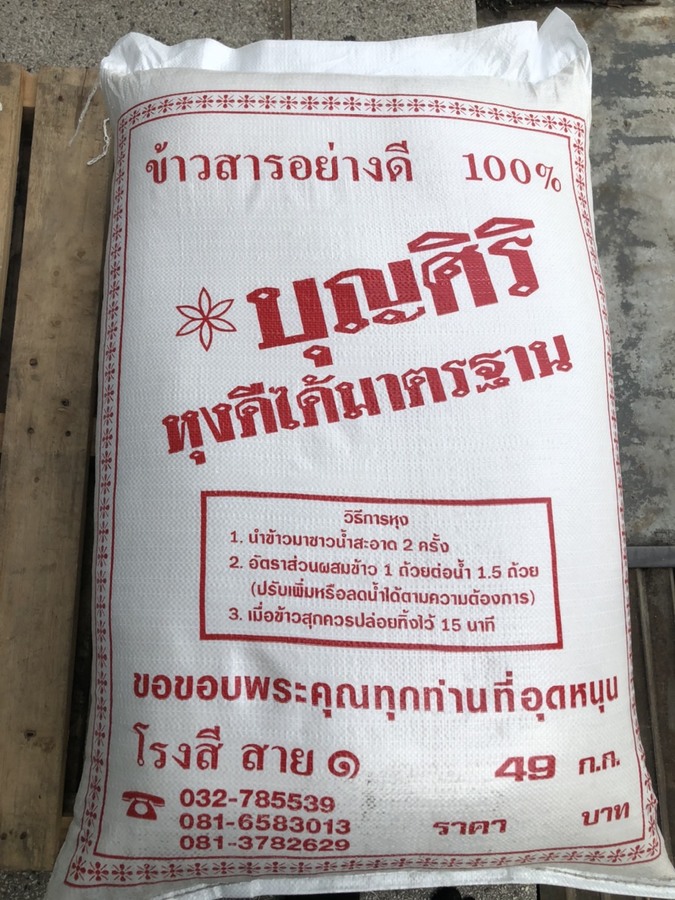 ข้าวสารอย่างดี 100%
บุญศิริ
หุงดีได้มาตรฐาน
วิธีการหุง
1. นำข้าวมาซาวน้ำสะอาด 2 ครั้ง
2. อัตราส่วนผสมข้าว 1 ถ้วยต่อน้ำ 1.5 ถ้วย
(ปรับเพิ่มหรือลดน้ำได้ตามความต้องการ)
3. เมื่อข้าวสุกควรปล่อยทิ้งไว้ 15 นาที
ขอขอบพระคุณทุกท่านที่อุดหนุน
โรงสี สาย ๑ 49 ก.ก.
032-785539
081-6583013 ราคา บาท
081-3782629